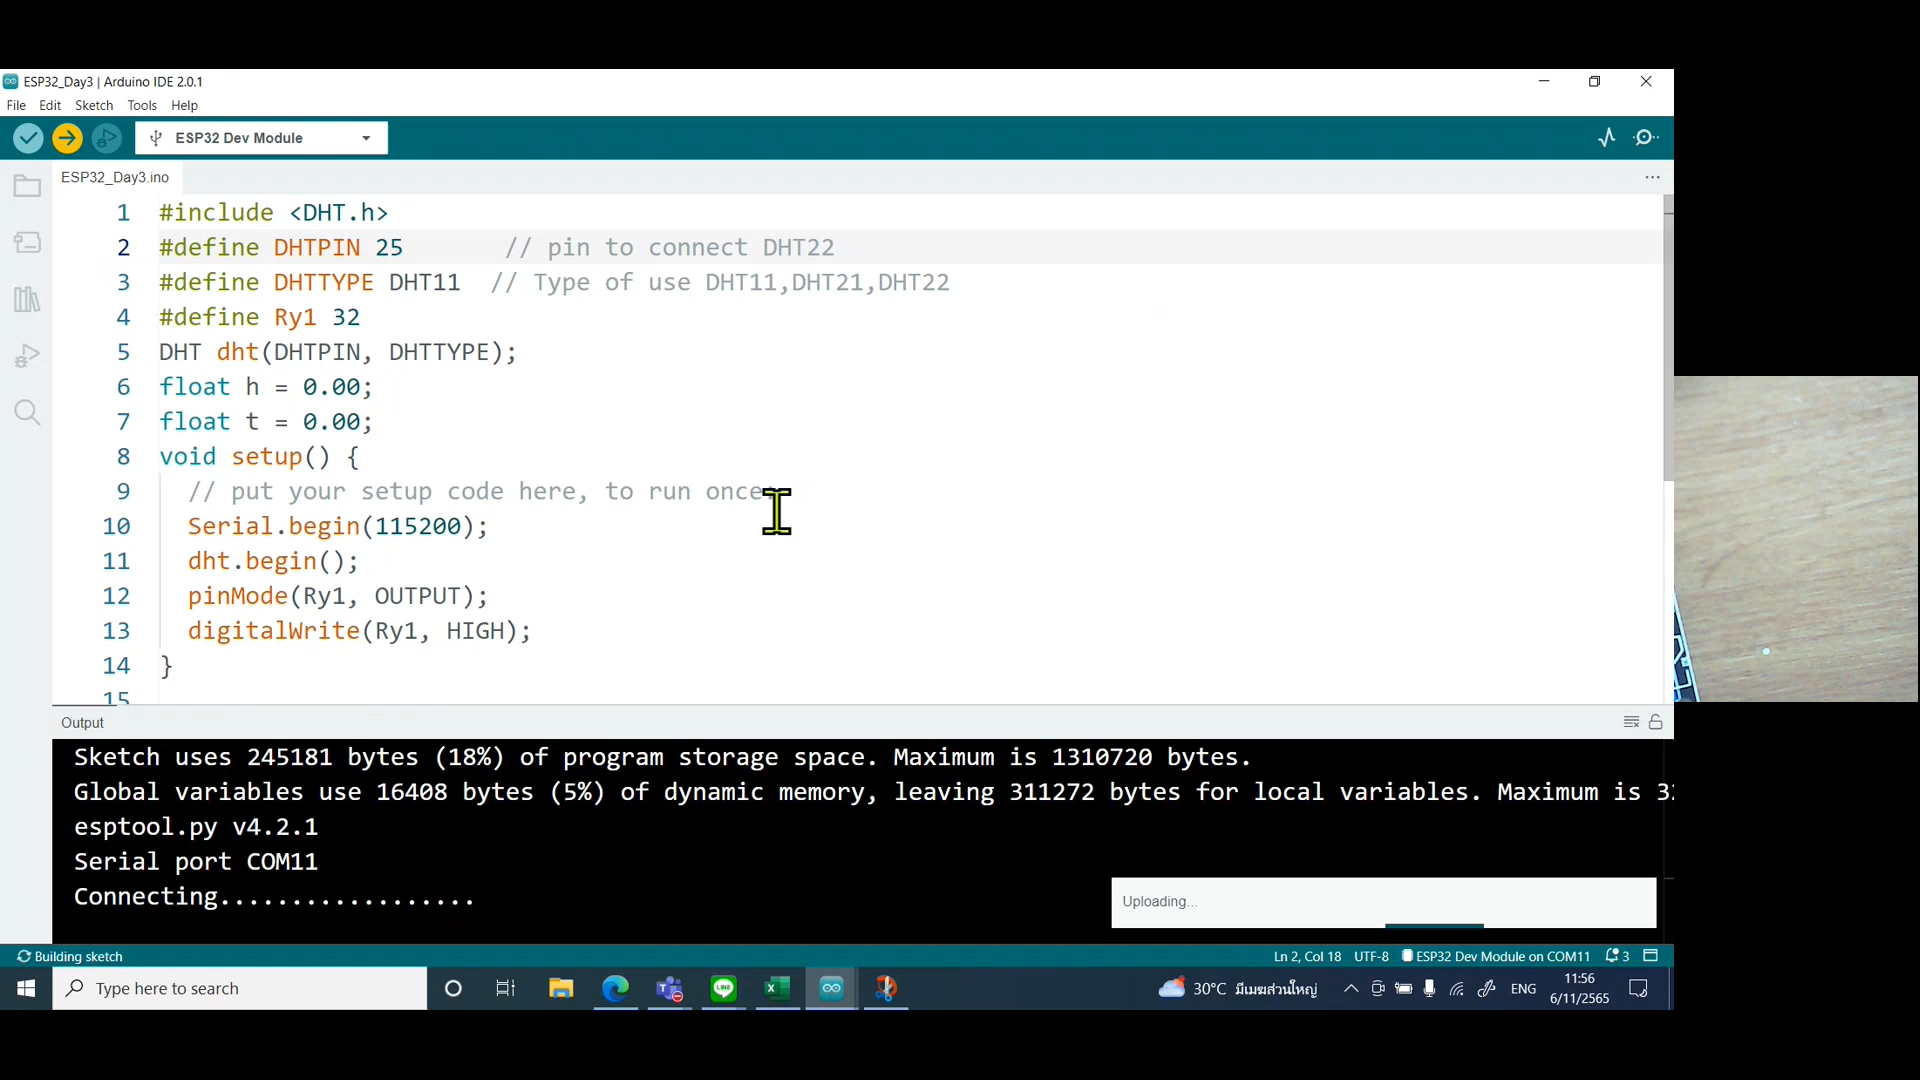 ESP32_Day3 | Arduino IDE 2.0.1
File Edit Sketch Tools Help
ESP32 Dev Module
ESP32_Day3.ino
1 #include <DHT.h>
2 #define DHTPIN 25 // pin to connect DHT22
3 #define DHTTYPE DHT11 // Type of use DHT11,DHT21,DHT22
4 #define Ry1 32
5 DHT dht(DHTPIN, DHTTYPE);
6 float h = 0.00;
7 float t = 0.00;
8 void setup() {
9 // put your setup code here, to run once:
10 Serial.begin(115200);
11 dht.begin();
12 pinMode(Ry1, OUTPUT);
13 digitalWrite(Ry1, HIGH);
14 }
15
Output
Sketch uses 245181 bytes (18%) of program storage space. Maximum is 1310720 bytes.
Global variables use 16408 bytes (5%) of dynamic memory, leaving 311272 bytes for local variables. Maximum is
esptool.py v4.2.1
Serial port COM11
Connecting..................
Uploading...
Building sketch
Ln 2, Col 18 UTF-8 ESP32 Dev Module on COM11 3
Type here to search
LINE
30°C มีเมฆส่วนใหญ่
ENG
11:56
6/11/2565